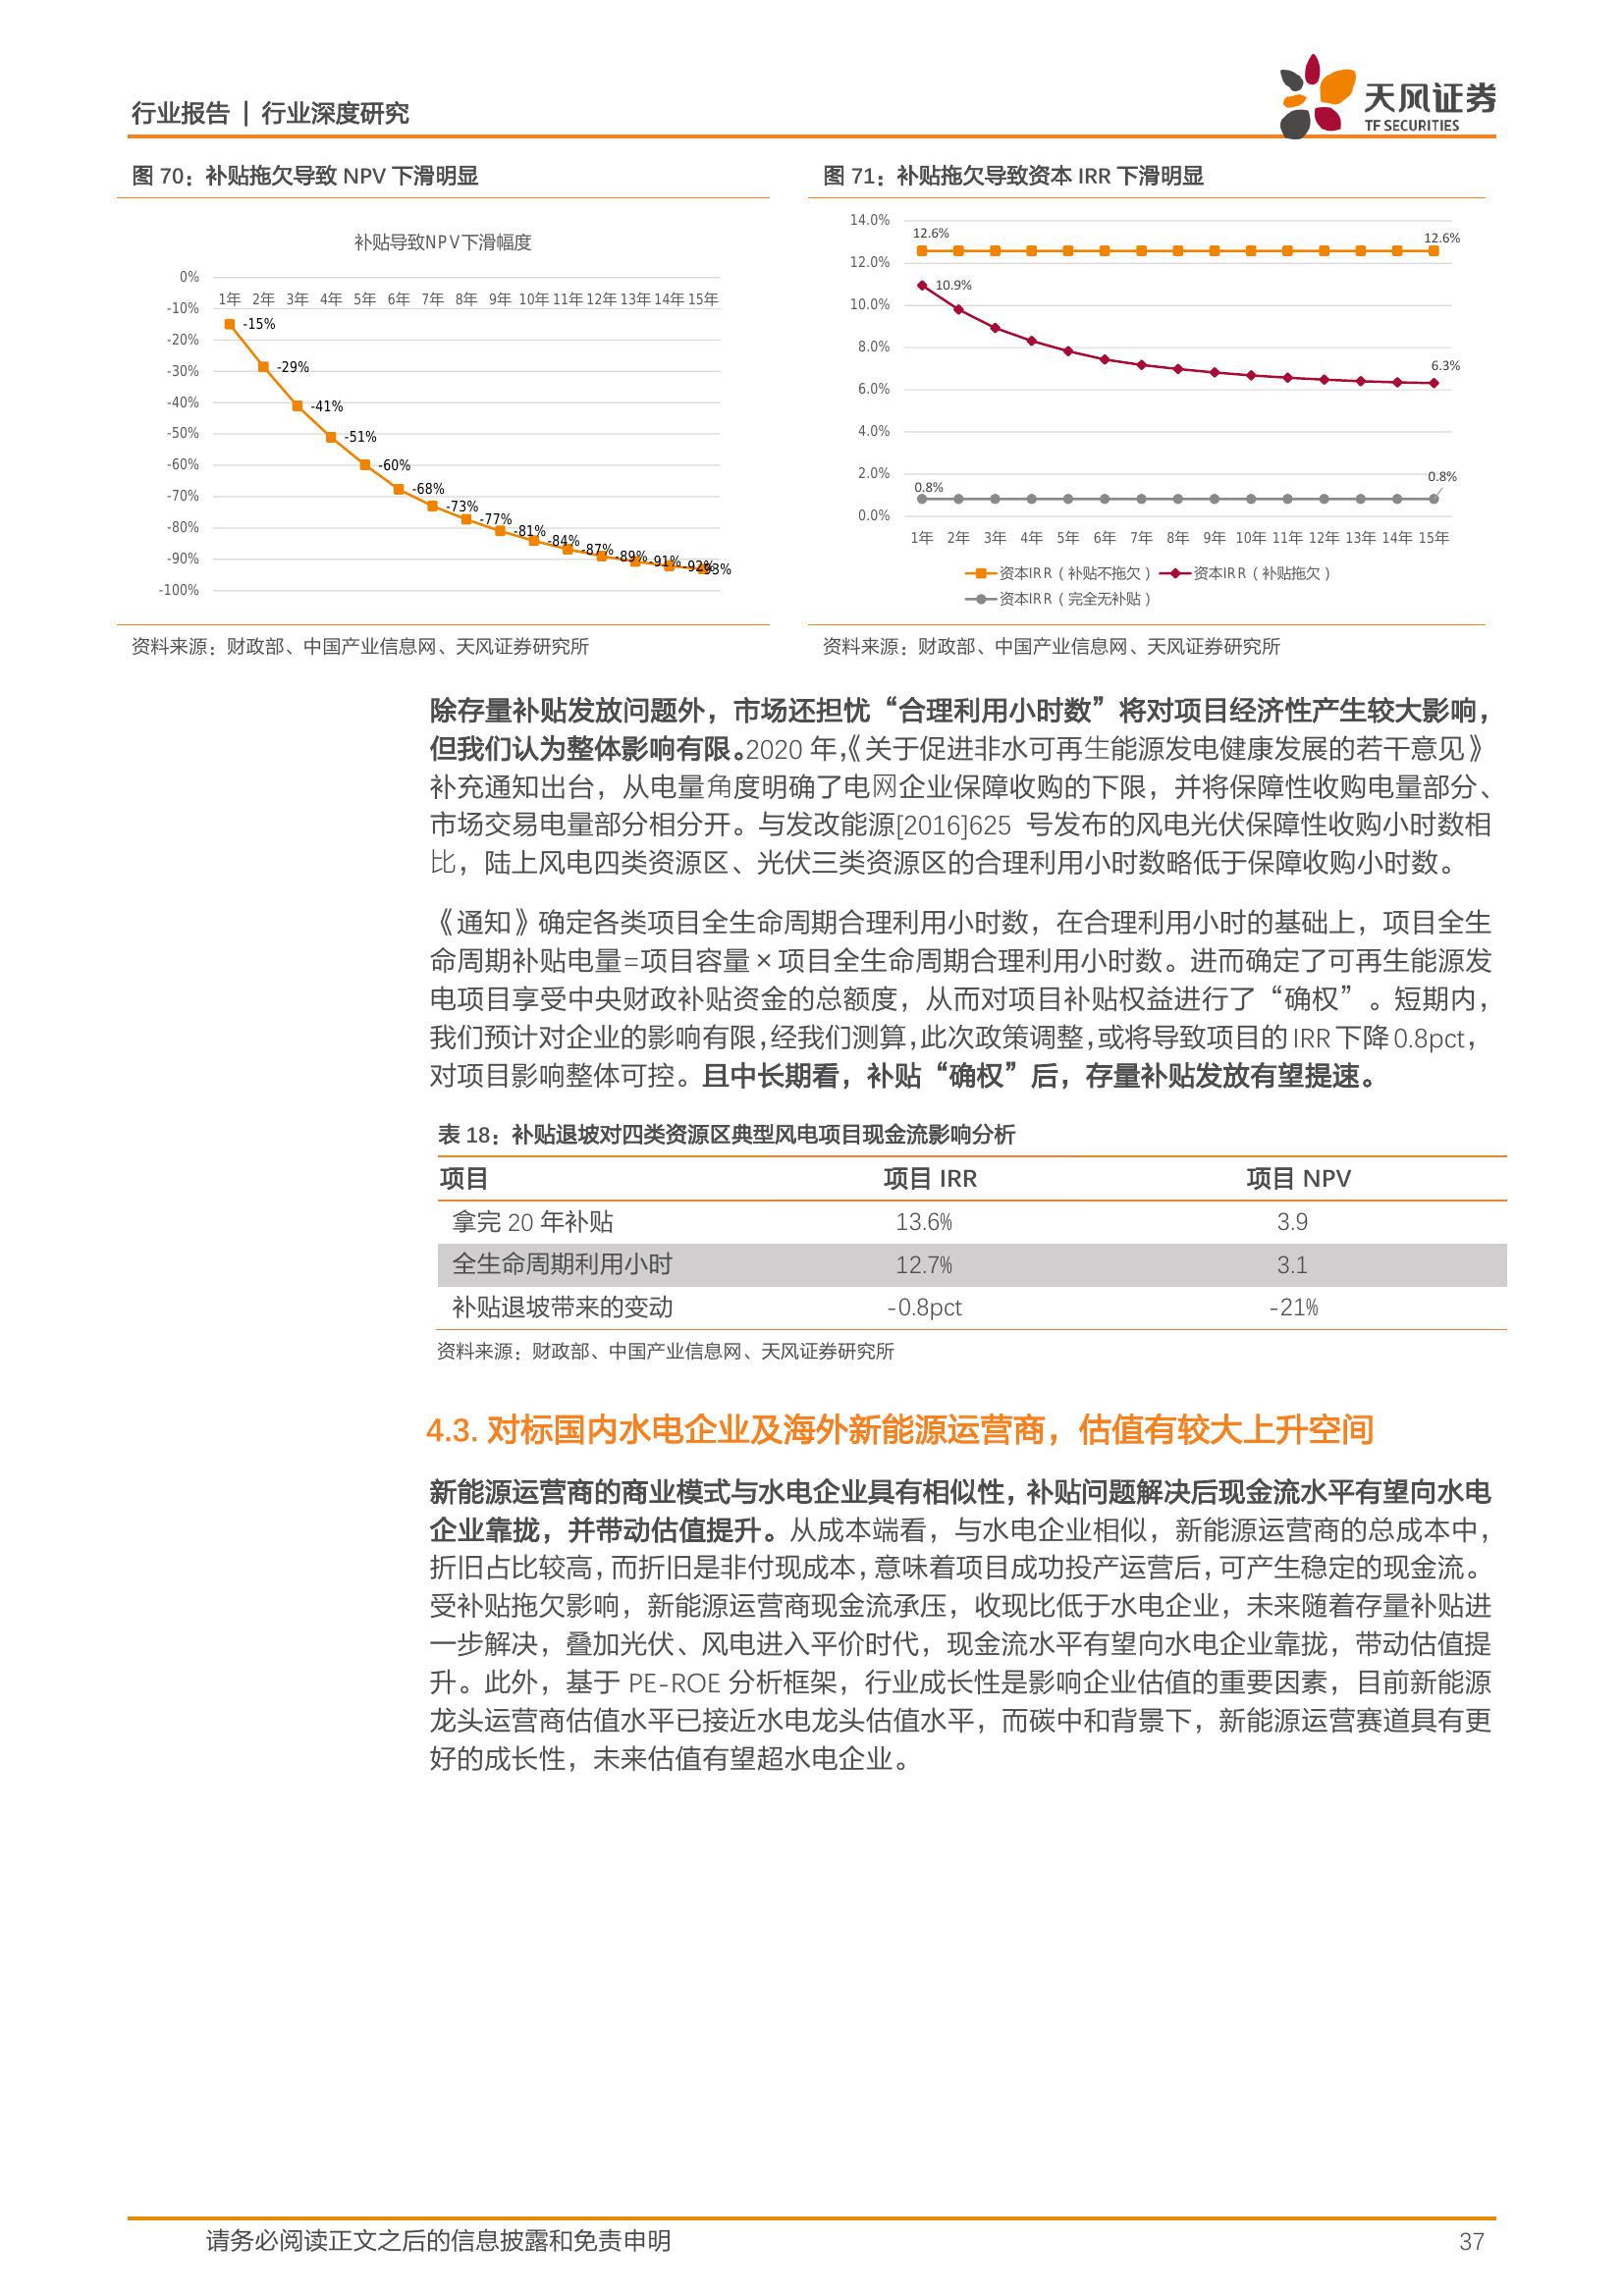 行业报告 | 行业深度研究
天风证券
TF SECURITIES
图 70：补贴拖欠导致 NPV 下滑明显
补贴导致NPV下滑幅度
0%
-10%
-20%
-30%
-40%
-50%
-60%
-70%
-80%
-90%
-100%
1年 2年 3年 4年 5年 6年 7年 8年 9年 10年 11年 12年 13年 14年 15年
-15%
-29%
-41%
-51%
-60%
-68%
-73%
-77%
-81%
-84%
-87%
-89%
-91%
-92%
-93%
资料来源：财政部、中国产业信息网、天风证券研究所
图 71：补贴拖欠导致资本 IRR 下滑明显
14.0%
12.0%
10.0%
8.0%
6.0%
4.0%
2.0%
0.0%
12.6%
12.6%
10.9%
6.3%
0.8%
0.8%
1年 2年 3年 4年 5年 6年 7年 8年 9年 10年 11年 12年 13年 14年 15年
资本IRR（补贴不拖欠） 资本IRR（补贴拖欠）
资本IRR（完全无补贴）
资料来源：财政部、中国产业信息网、天风证券研究所
除存量补贴发放问题外，市场还担忧“合理利用小时数”将对项目经济性产生较大影响，
但我们认为整体影响有限。2020 年，《关于促进非水可再生能源发电健康发展的若干意见》
补充通知出台，从电量角度明确了电网企业保障收购的下限，并将保障性收购电量部分、
市场交易电量部分相分开。与发改能源[2016]625 号发布的风电光伏保障性收购小时数相
比，陆上风电四类资源区、光伏三类资源区的合理利用小时数略低于保障收购小时数。
《通知》确定各类项目全生命周期合理利用小时数，在合理利用小时的基础上，项目全生
命周期补贴电量=项目容量×项目全生命周期合理利用小时数。进而确定了可再生能源发
电项目享受中央财政补贴资金的总额度，从而对项目补贴权益进行了“确权”。短期内，
我们预计对企业的影响有限，经我们测算，此次政策调整，或将导致项目的 IRR 下降 0.8pct，
对项目影响整体可控。且中长期看，补贴“确权”后，存量补贴发放有望提速。
表 18：补贴退坡对四类资源区典型风电项目现金流影响分析
项目 项目 IRR 项目 NPV
拿完 20 年补贴 13.6% 3.9
全生命周期利用小时 12.7% 3.1
补贴退坡带来的变动 -0.8pct -21%
资料来源：财政部、中国产业信息网、天风证券研究所
4.3. 对标国内水电企业及海外新能源运营商，估值有较大上升空间
新能源运营商的商业模式与水电企业具有相似性，补贴问题解决后现金流水平有望向水电
企业靠拢，并带动估值提升。从成本端看，与水电企业相似，新能源运营商的总成本中，
折旧占比较高，而折旧是非付现成本，意味着项目成功投产运营后，可产生稳定的现金流。
受补贴拖欠影响，新能源运营商现金流承压，收现比低于水电企业，未来随着存量补贴进
一步解决，叠加光伏、风电进入平价时代，现金流水平有望向水电企业靠拢，带动估值提
升。此外，基于 PE-ROE 分析框架，行业成长性是影响企业估值的重要因素，目前新能源
龙头运营商估值水平已接近水电龙头估值水平，而碳中和背景下，新能源运营赛道具有更
好的成长性，未来估值有望超水电企业。
请务必阅读正文之后的信息披露和免责申明 37